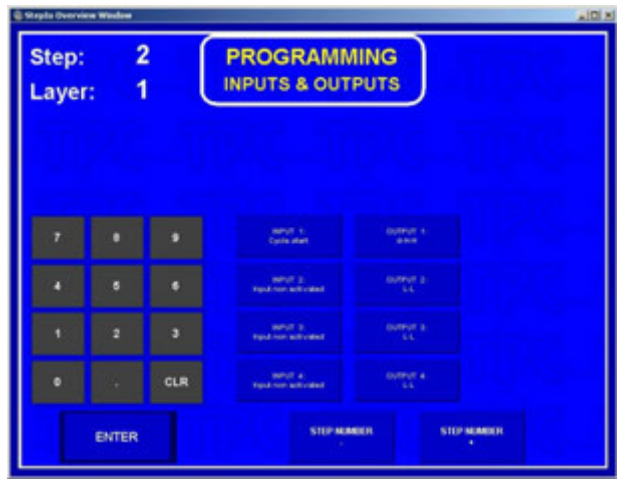 Stepla Overview Window
Step: 2
PROGRAMMING
Layer: 1
INPUTS & OUTPUTS
7 8 9
INPUT 1:
Cycle start
OUTPUT 1:
4 5 6
INPUT 2:
Input non activated
OUTPUT 2:
L-L
1 2 3
INPUT 3:
Input non activated
OUTPUT 3:
L-L
0 . CLR
INPUT 4:
Input non activated
OUTPUT 4:
L-L
ENTER
STEP NUMBER
-
STEP NUMBER
+